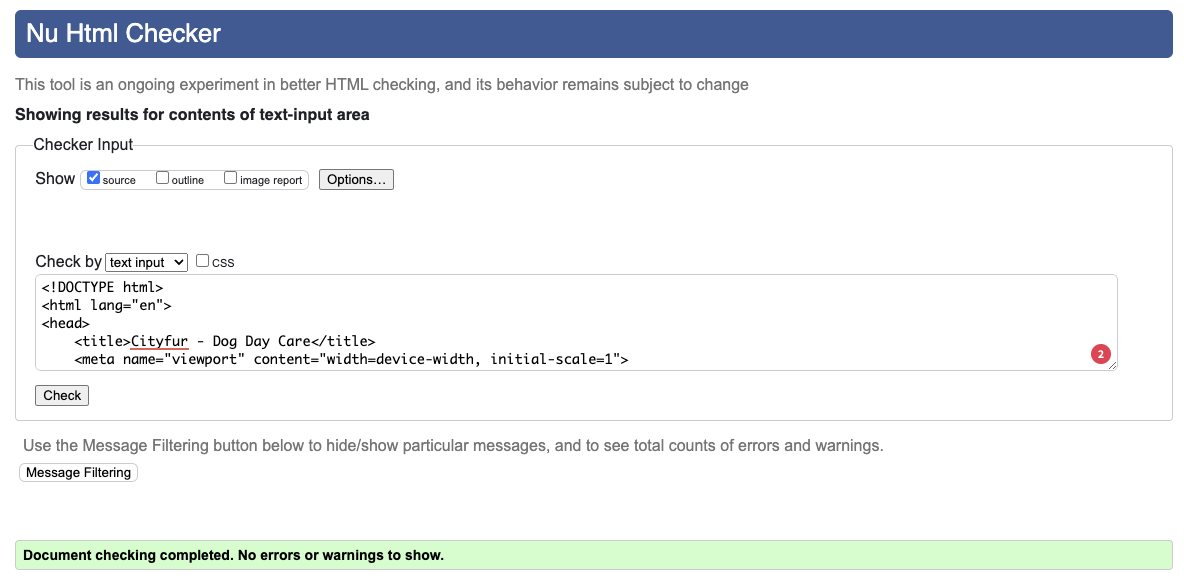 Nu Html Checker
This tool is an ongoing experiment in better HTML checking, and its behavior remains subject to change
Showing results for contents of text-input area
Checker Input
Show source outline image report Options...
Check by text input css
<!DOCTYPE html>
<html lang="en">
<head>
<title>Cityfur - Dog Day Care</title>
<meta name="viewport" content="width=device-width, initial-scale=1">
2
Check
Use the Message Filtering button below to hide/show particular messages, and to see total counts of errors and warnings.
Message Filtering
Document checking completed. No errors or warnings to show.